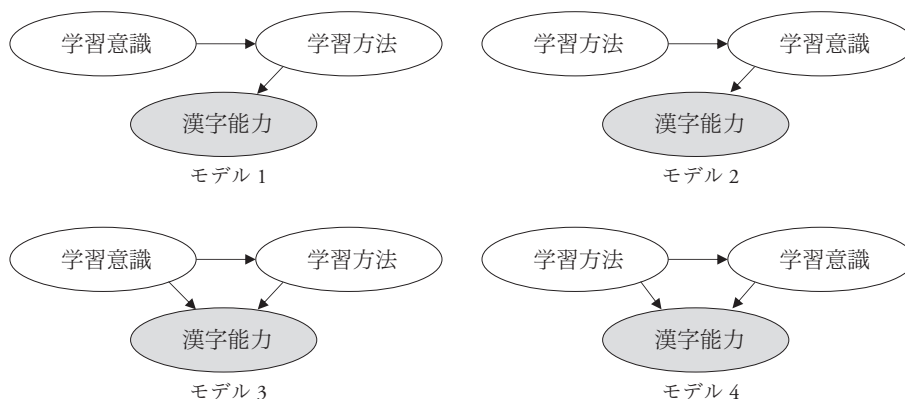 学習意識
学習方法
漢字能力
モデル 1
学習方法
学習意識
漢字能力
モデル 2
学習意識
学習方法
漢字能力
モデル 3
学習方法
学習意識
漢字能力
モデル 4